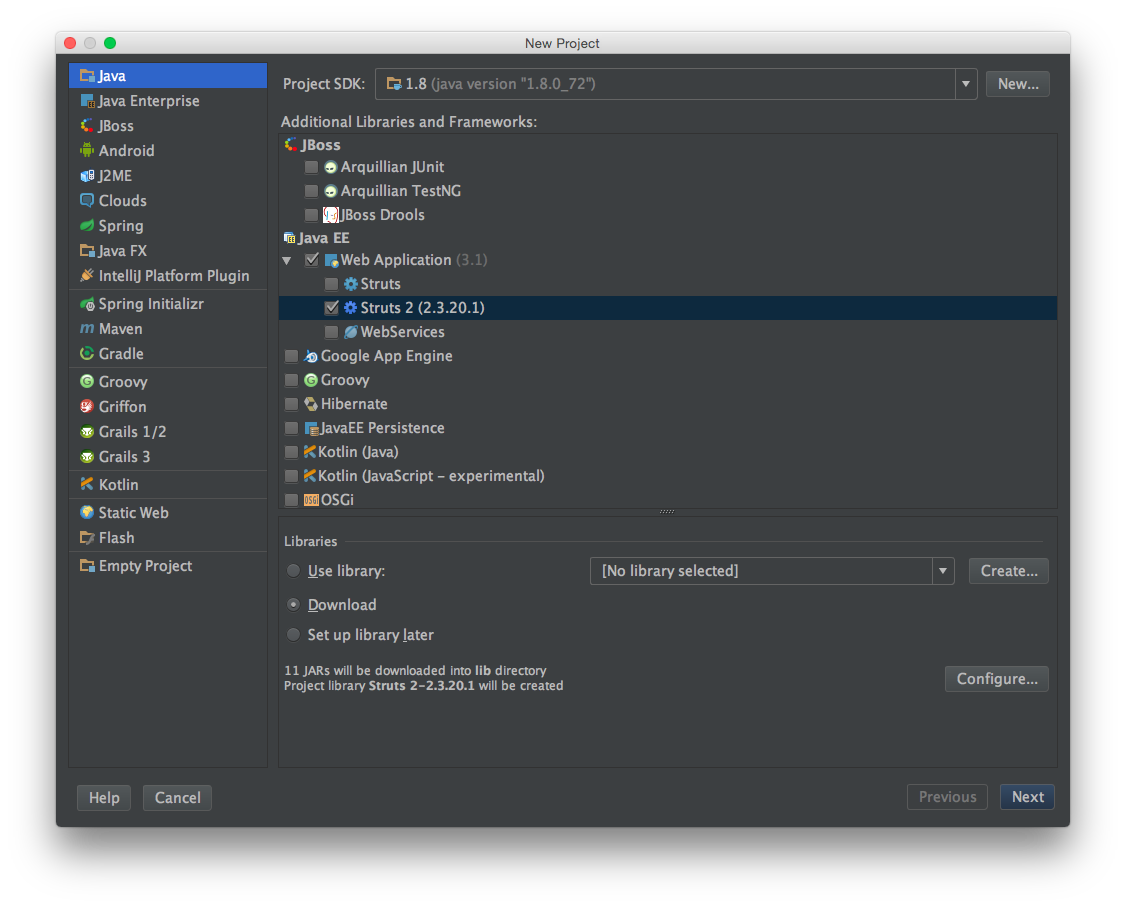 New Project
Java
Java Enterprise
JBoss
Android
J2ME
Clouds
Spring
Java FX
IntelliJ Platform Plugin
Spring Initializr
Maven
Gradle
Groovy
Griffon
Grails 1/2
Grails 3
Kotlin
Static Web
Flash
Empty Project
Project SDK: 1.8 (java version "1.8.0_72") New...
Additional Libraries and Frameworks:
JBoss
Arquillian JUnit
Arquillian TestNG
JBoss Drools
Java EE
Web Application (3.1)
Struts
Struts 2 (2.3.20.1)
WebServices
Google App Engine
Groovy
Hibernate
JavaEE Persistence
Kotlin (Java)
Kotlin (JavaScript – experimental)
OSGi
Libraries
Use library: [No library selected] Create...
Download
Set up library later
11 JARs will be downloaded into lib directory
Project library Struts 2-2.3.20.1 will be created
Configure...
Help Cancel Previous Next